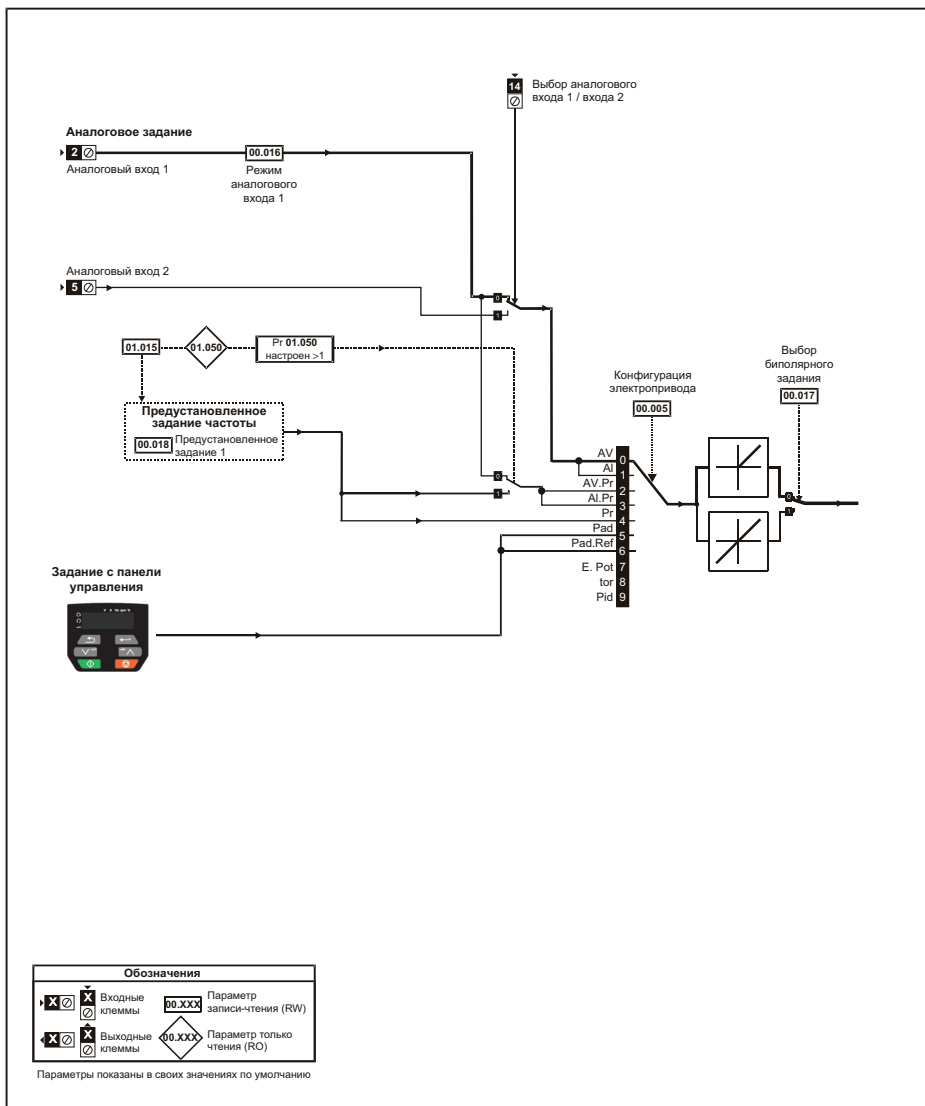 14
Выбор аналогового
входа 1 / входа 2
Аналоговое задание
2
00.016
Аналоговый вход 1
Режим
аналогового
входа 1
Аналоговый вход 2
5
0
1
01.015
01.050
Pr 01.050
настроен >1
Предустановленное
задание частоты
00.018
Предустановленное
задание 1
0
1
Конфигурация
электропривода
00.005
Выбор
биполярного
задания
00.017
AV 0
AI 1
AV.Pr 2
AI.Pr 3
Pr 4
Pad 5
Pad.Ref 6
E. Pot 7
tor 8
Pid 9
0
1
Задание с панели
управления
Обозначения
X
X
Входные
клеммы
00.XXX
Параметр
записи-чтения (RW)
X
X
Выходные
клеммы
00.XXX
Параметр только
чтения (RO)
Параметры показаны в своих значениях по умолчанию